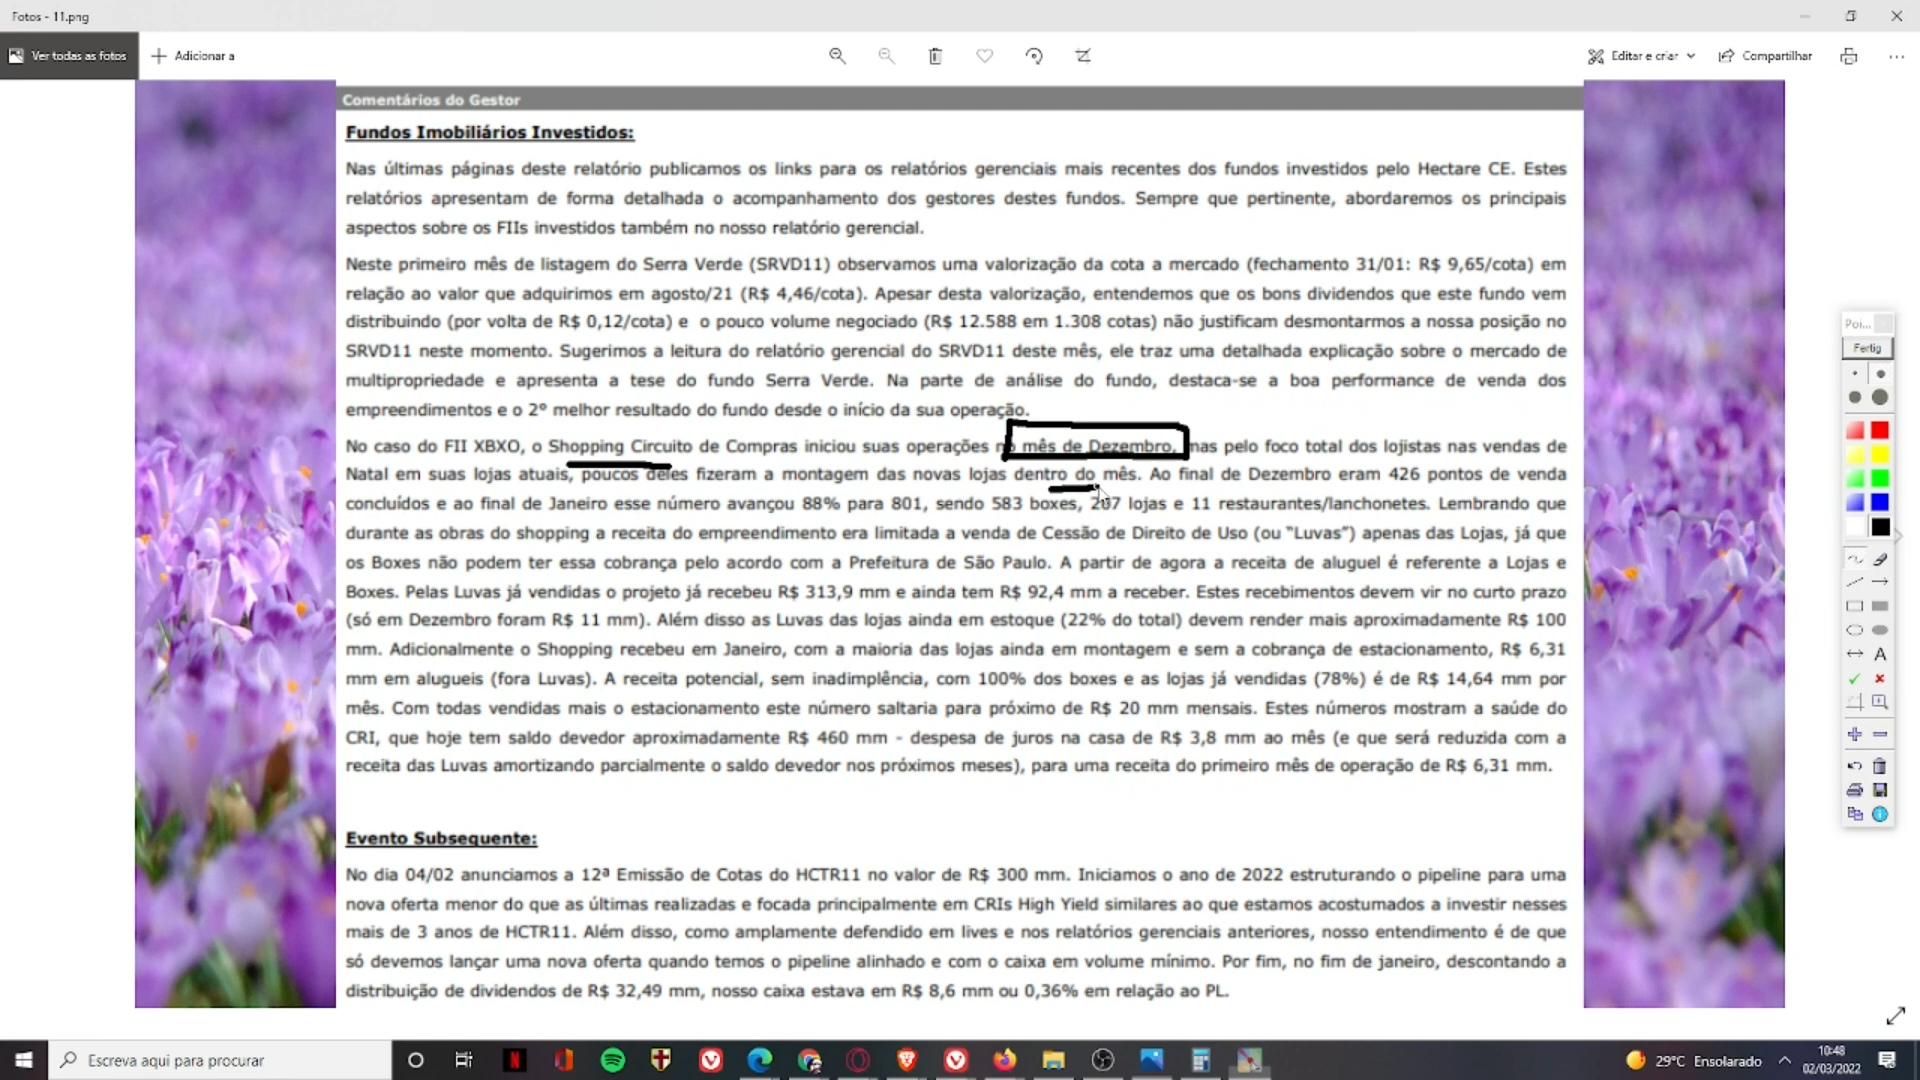 Fotos - 11.png
Ver todas as fotos
Adicionar a
Editar e criar
Compartilhar
Comentários do Gestor
Fundos Imobiliários Investidos:
Nas últimas páginas deste relatório publicamos os links para os relatórios gerenciais mais recentes dos fundos investidos pelo Hectare CE. Estes
relatórios apresentam de forma detalhada o acompanhamento dos gestores destes fundos. Sempre que pertinente, abordaremos os principais
aspectos sobre os FIIs investidos também no nosso relatório gerencial.
Neste primeiro mês de listagem do Serra Verde (SRVD11) observamos uma valorização da cota a mercado (fechamento 31/01: R$ 9,65/cota) em
relação ao valor que adquirimos em agosto/21 (R$ 4,46/cota). Apesar desta valorização, entendemos que os bons dividendos que este fundo vem
distribuindo (por volta de R$ 0,12/cota) e o pouco volume negociado (R$ 12.588 em 1.308 cotas) não justificam desmontarmos a nossa posição no
SRVD11 neste momento. Sugerimos a leitura do relatório gerencial do SRVD11 deste mês, ele traz uma detalhada explicação sobre o mercado de
multipropriedade e apresenta a tese do fundo Serra Verde. Na parte de análise do fundo, destaca-se a boa performance de venda dos
empreendimentos e o 2º melhor resultado do fundo desde o início da sua operação.
No caso do FII XBXO, o Shopping Circuito de Compras iniciou suas operações no mês de Dezembro, mas pelo foco total dos lojistas nas vendas de
Natal em suas lojas atuais, poucos deles fizeram a montagem das novas lojas dentro do mês. Ao final de Dezembro eram 426 pontos de venda
concluídos e ao final de Janeiro esse número avançou 88% para 801, sendo 583 boxes, 207 lojas e 11 restaurantes/lanchonetes. Lembrando que
durante as obras do shopping a receita do empreendimento era limitada a venda de Cessão de Direito de Uso (ou “Luvas”) apenas das Lojas, já que
os Boxes não podem ter essa cobrança pelo acordo com a Prefeitura de São Paulo. A partir de agora a receita de aluguel é referente a Lojas e
Boxes. Pelas Luvas já vendidas o projeto já recebeu R$ 313,9 mm e ainda tem R$ 92,4 mm a receber. Estes recebimentos devem vir no curto prazo
(só em Dezembro foram R$ 11 mm). Além disso as Luvas das lojas ainda em estoque (22% do total) devem render mais aproximadamente R$ 100
mm. Adicionalmente o Shopping recebeu em Janeiro, com a maioria das lojas ainda em montagem e sem a cobrança de estacionamento, R$ 6,31
mm em alugueis (fora Luvas). A receita potencial, sem inadimplência, com 100% dos boxes e as lojas já vendidas (78%) é de R$ 14,64 mm por
mês. Com todas vendidas mais o estacionamento este número saltaria para próximo de R$ 20 mm mensais. Estes números mostram a saúde do
CRI, que hoje tem saldo devedor aproximadamente R$ 460 mm - despesa de juros na casa de R$ 3,8 mm ao mês (e que será reduzida com a
receita das Luvas amortizando parcialmente o saldo devedor nos próximos meses), para uma receita do primeiro mês de operação de R$ 6,31 mm.
Evento Subsequente:
No dia 04/02 anunciamos a 12ª Emissão de Cotas do HCTR11 no valor de R$ 300 mm. Iniciamos o ano de 2022 estruturando o pipeline para uma
nova oferta menor do que as últimas realizadas e focada principalmente em CRIs High Yield similares ao que estamos acostumados a investir nesses
mais de 3 anos de HCTR11. Além disso, como amplamente defendido em lives e nos relatórios gerenciais anteriores, nosso entendimento é de que
só devemos lançar uma nova oferta quando temos o pipeline alinhado e com o caixa em volume mínimo. Por fim, no fim de janeiro, descontando a
distribuição de dividendos de R$ 32,49 mm, nosso caixa estava em R$ 8,6 mm ou 0,36% em relação ao PL.
Poi...
Fertig
A
Escreva aqui para procurar
29°C Ensolarado
10:48
02/03/2022